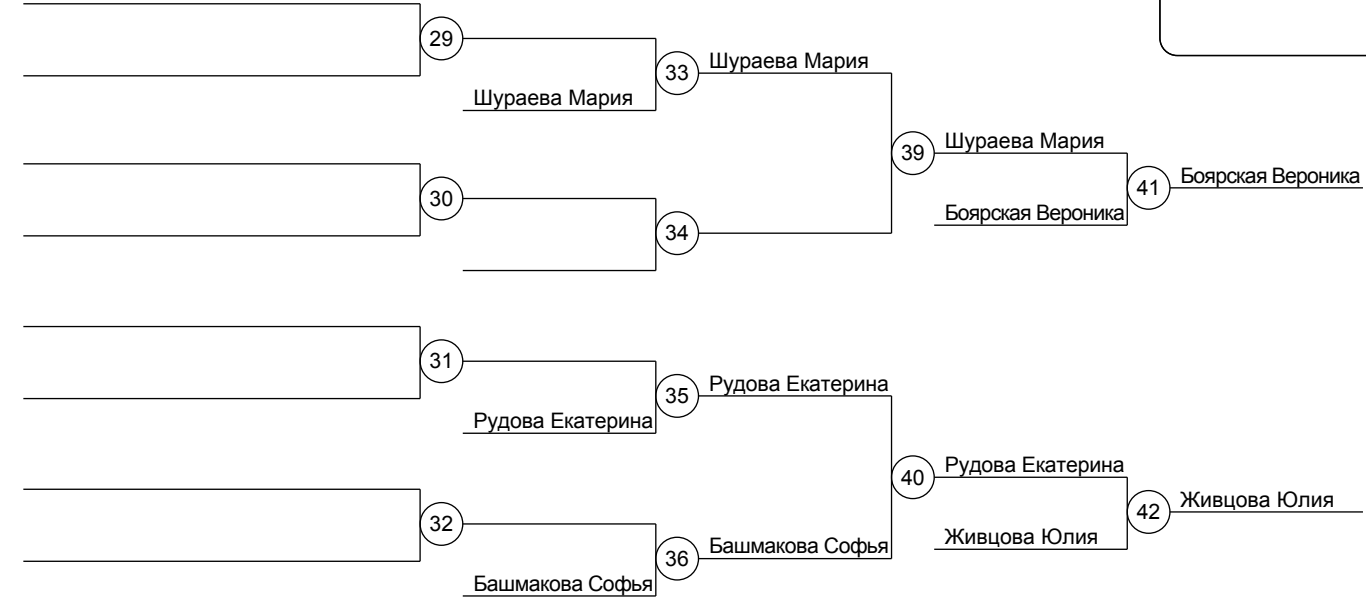 29
33
Шураева Мария
Шураева Мария
39
Шураева Мария
41
Боярская Вероника
Боярская Вероника
30
34
31
35
Рудова Екатерина
Рудова Екатерина
40
Рудова Екатерина
42
Живцова Юлия
Живцова Юлия
32
36
Башмакова Софья
Башмакова Софья